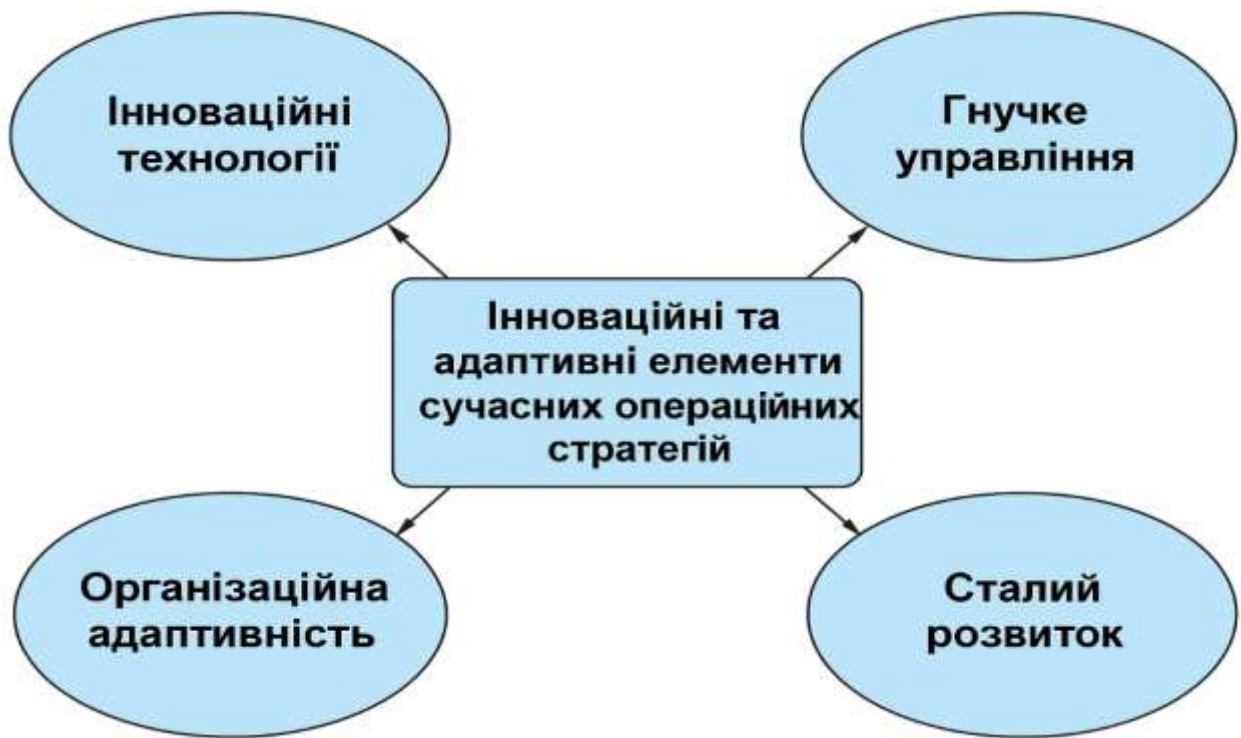 Інноваційні
технології
Гнучке
управління
Інноваційні та
адаптивні елементи
сучасних операційних
стратегій
Організаційна
адаптивність
Сталий
розвиток